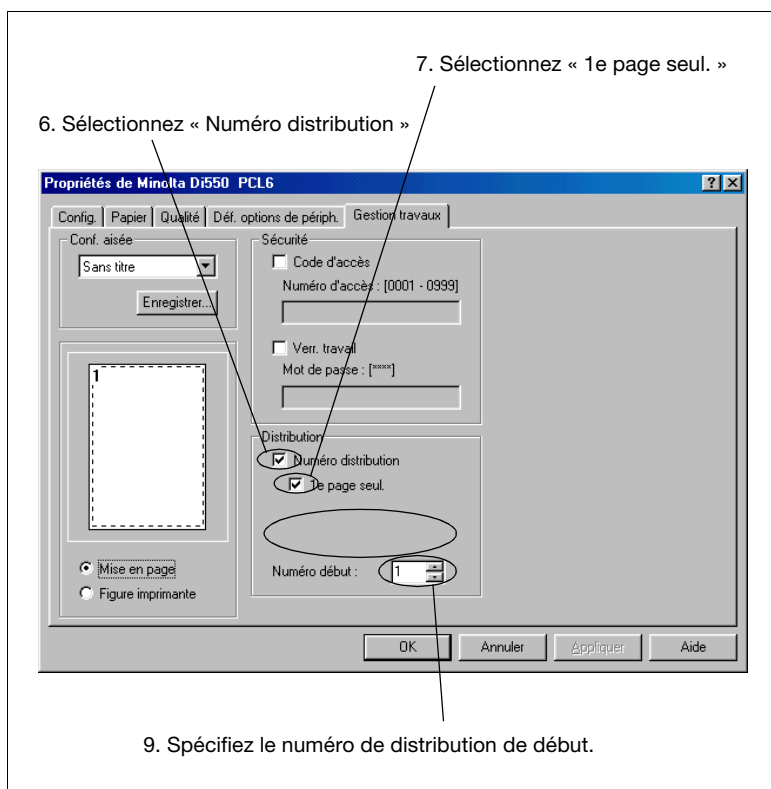 7. Sélectionnez « 1e page seul. »
6. Sélectionnez « Numéro distribution »
Propriétés de Minolta Di550 PCL6
Config. Papier Qualité Déf. options de périph. Gestion travaux
Conf. aisée
Sans titre
Enregistrer...
1
Mise en page
Figure imprimante
Sécurité
Code d'accès
Numéro d'accès : [0001 - 0999]
Verr. travail
Mot de passe : [****]
Distribution
Numéro distribution
1e page seul.
Numéro début :
1
OK Annuler Appliquer Aide
9. Spécifiez le numéro de distribution de début.